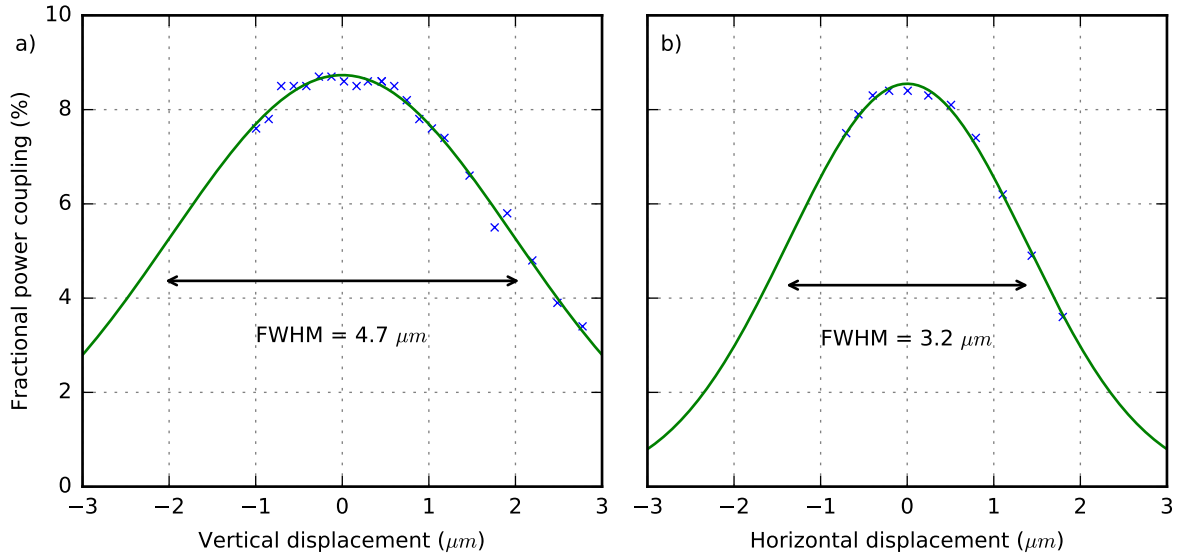 a)
b)
10
8
6
4
2
0
Fractional power coupling (%)
FWHM = 4.7 μm
FWHM = 3.2 μm
−3 −2 −1 0 1 2 3
−3 −2 −1 0 1 2 3
Vertical displacement (μm)
Horizontal displacement (μm)